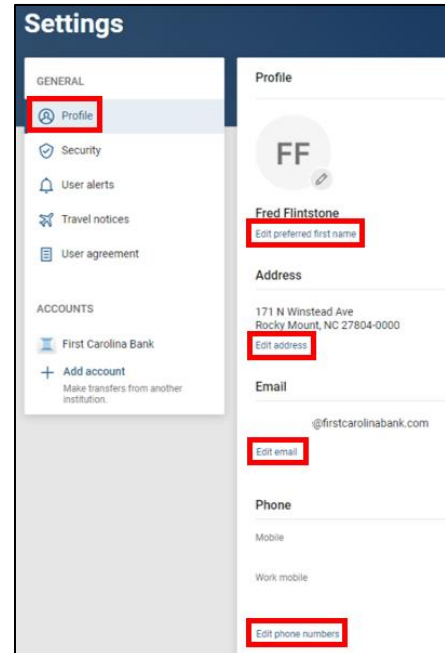 Settings
GENERAL
Profile
Security
User alerts
Travel notices
User agreement
ACCOUNTS
First Carolina Bank
Add account
Make transfers from another
institution.
Profile
FF
Fred Flintstone
Edit preferred first name
Address
171 N Winstead Ave
Rocky Mount, NC 27804-0000
Edit address
Email
@firstcarolinabank.com
Edit email
Phone
Mobile
Work mobile
Edit phone numbers